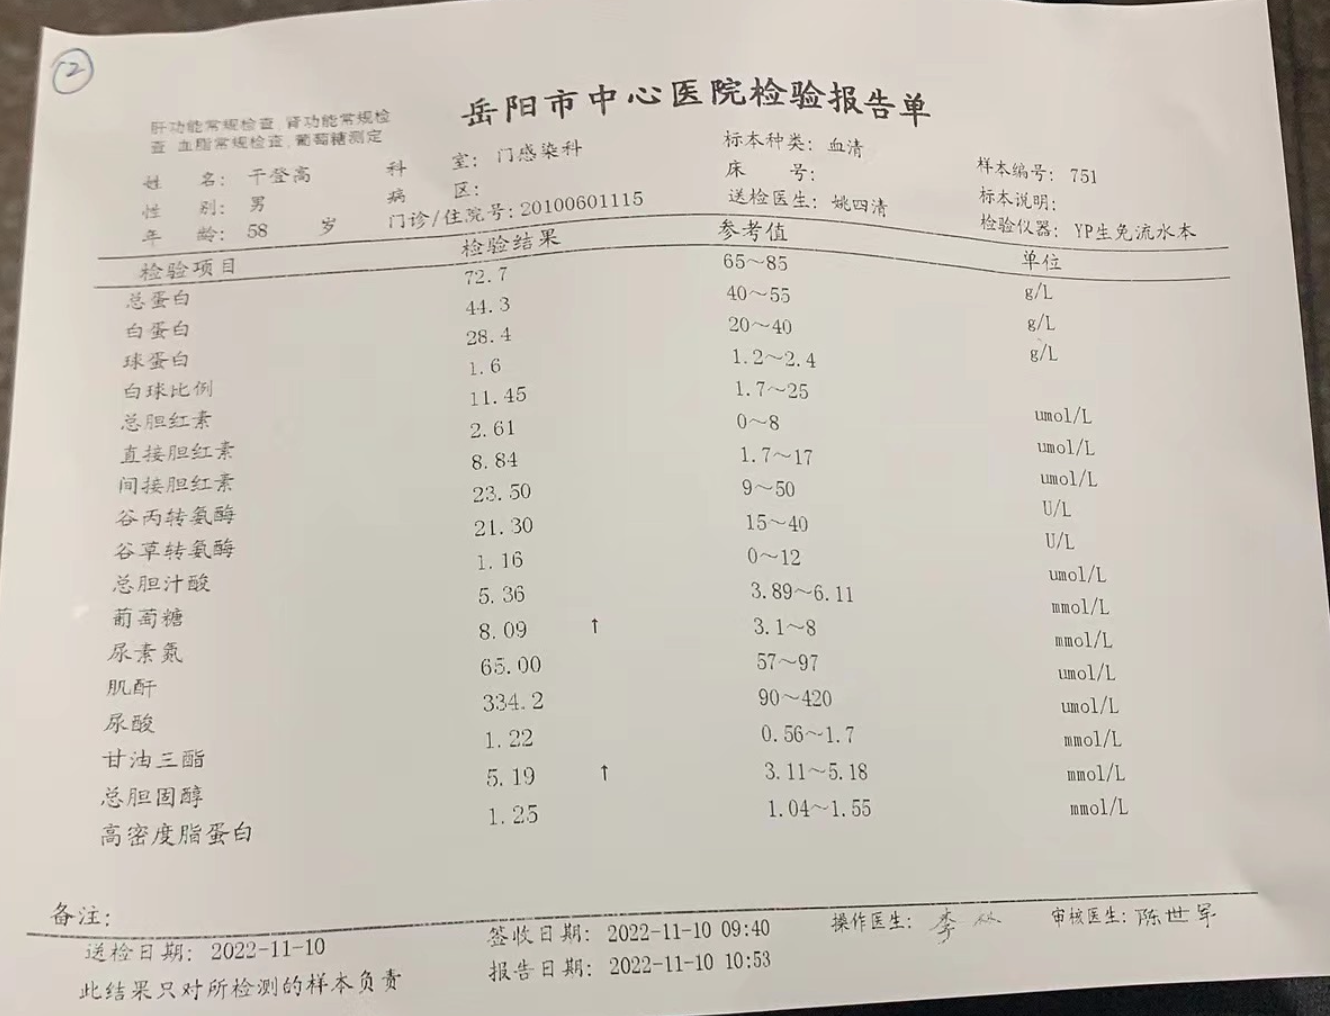 2
岳阳市中心医院检验报告单
肝功能常规检查,肾功能常规检
查,血脂常规检查,葡萄糖测定
姓 名: 干登高 科 室: 门感染科 标本种类: 血清 样本编号: 751
性 别: 男 病 区: 床 号: 标本说明:
年 龄: 58 岁 门诊/住院号: 20100601115 送检医生: 姚四清 检验仪器: YP生免流水本
检验项目 检验结果 参考值 单位
总蛋白 72.7 65~85 g/L
白蛋白 44.3 40~55 g/L
球蛋白 28.4 20~40 g/L
白球比例 1.6 1.2~2.4
总胆红素 11.45 1.7~25 umol/L
直接胆红素 2.61 0~8 umol/L
间接胆红素 8.84 1.7~17 umol/L
谷丙转氨酶 23.50 9~50 U/L
谷草转氨酶 21.30 15~40 U/L
总胆汁酸 1.16 0~12 umol/L
葡萄糖 5.36 3.89~6.11 mmol/L
尿素氮 8.09 ↑ 3.1~8 mmol/L
肌酐 65.00 57~97 umol/L
尿酸 334.2 90~420 umol/L
甘油三酯 1.22 0.56~1.7 mmol/L
总胆固醇 5.19 ↑ 3.11~5.18 mmol/L
高密度脂蛋白 1.25 1.04~1.55 mmol/L
备注:
送检日期: 2022-11-10 签收日期: 2022-11-10 09:40 操作医生: 李 审核医生: 陈世军
此结果只对所检测的样本负责 报告日期: 2022-11-10 10:53